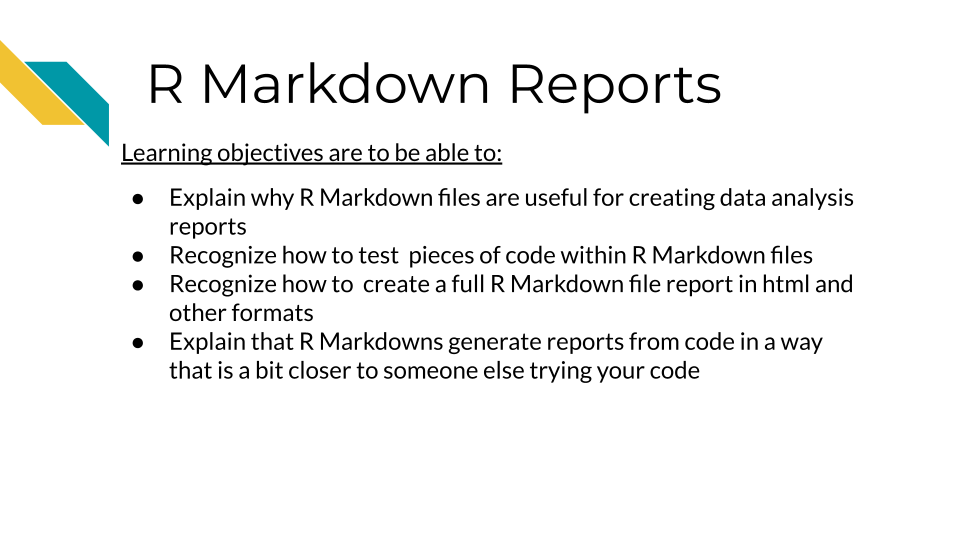 R Markdown Reports
Learning objectives are to be able to:
● Explain why R Markdown files are useful for creating data analysis
reports
● Recognize how to test  pieces of code within R Markdown files
● Recognize how to  create a full R Markdown file report in html and
other formats
● Explain that R Markdowns generate reports from code in a way
that is a bit closer to someone else trying your code